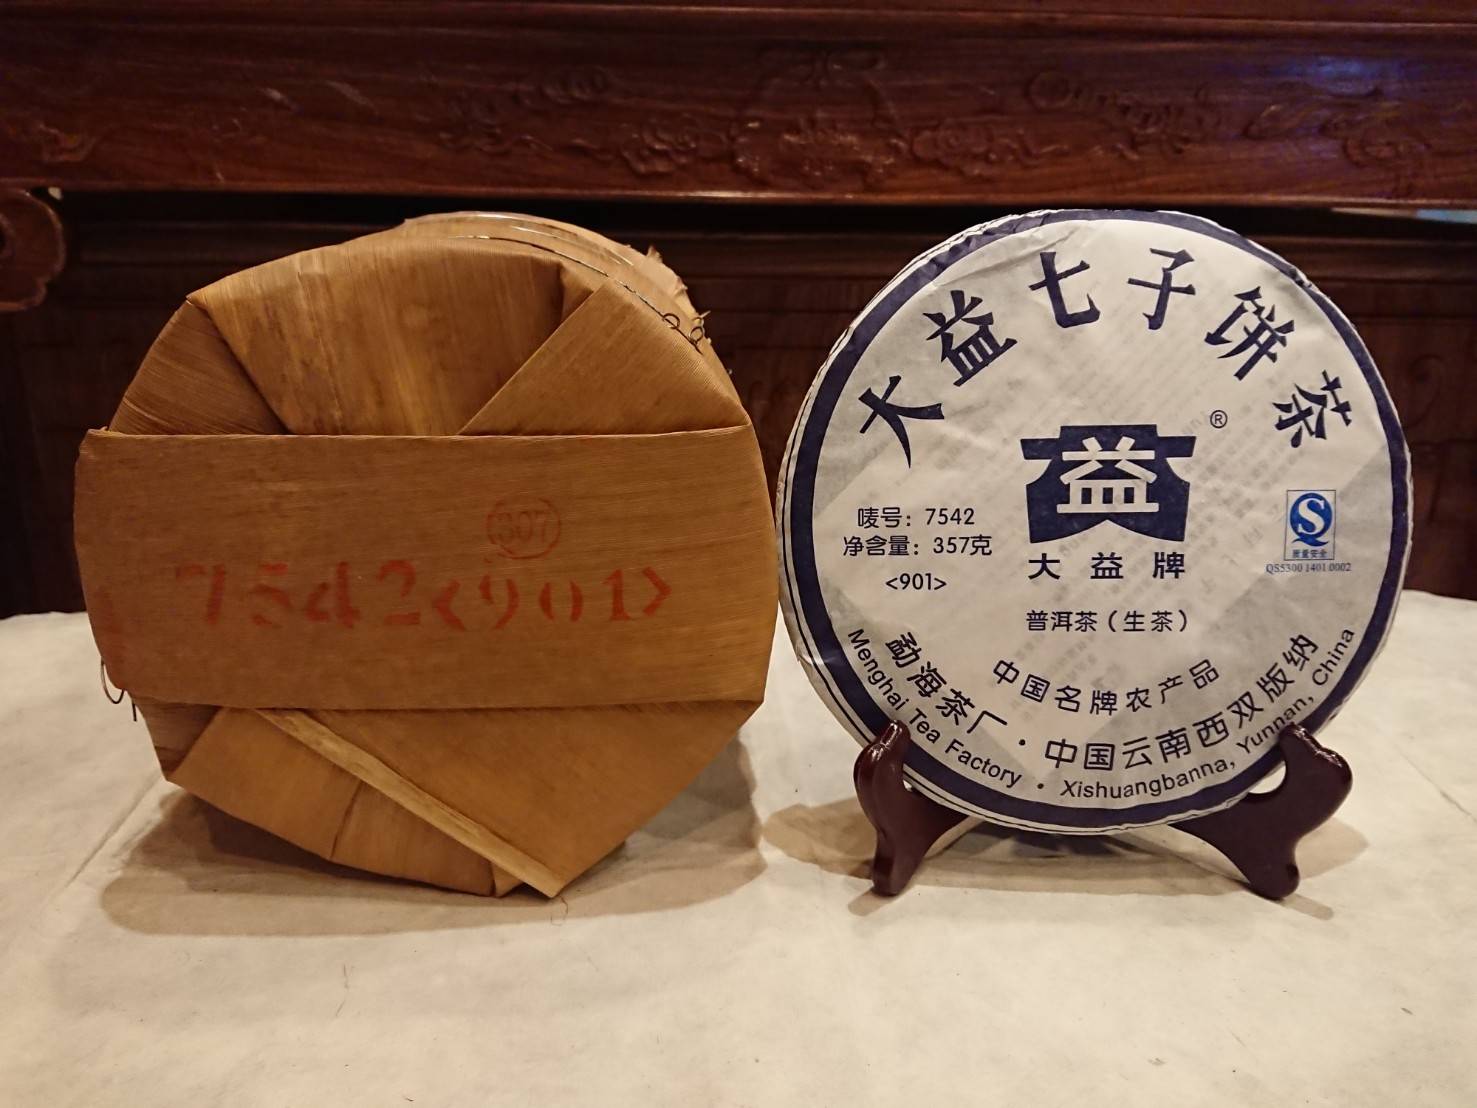 307
7542<901>
大益七子饼茶
益
®
大益牌
唛号：7542
净含量：357克
<901>
质量安全
QS5300 1401 0002
普洱茶（生茶）
中国名牌农产品
勐海茶厂·中国云南西双版纳
Menghai Tea Factory · Xishuangbanna, Yunnan, China